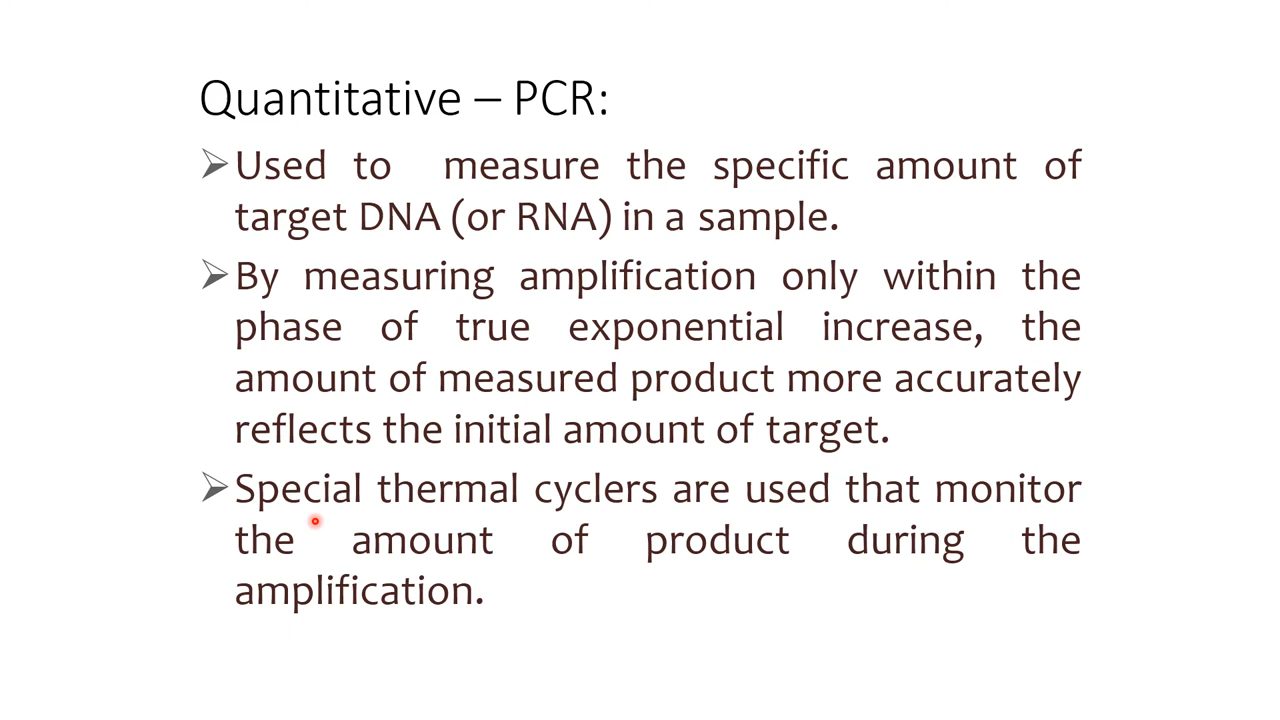 Quantitative – PCR:
➢Used to measure the specific amount of
target DNA (or RNA) in a sample.
➢By measuring amplification only within the
phase of true exponential increase, the
amount of measured product more accurately
reflects the initial amount of target.
➢Special thermal cyclers are used that monitor
the amount of product during the
amplification.